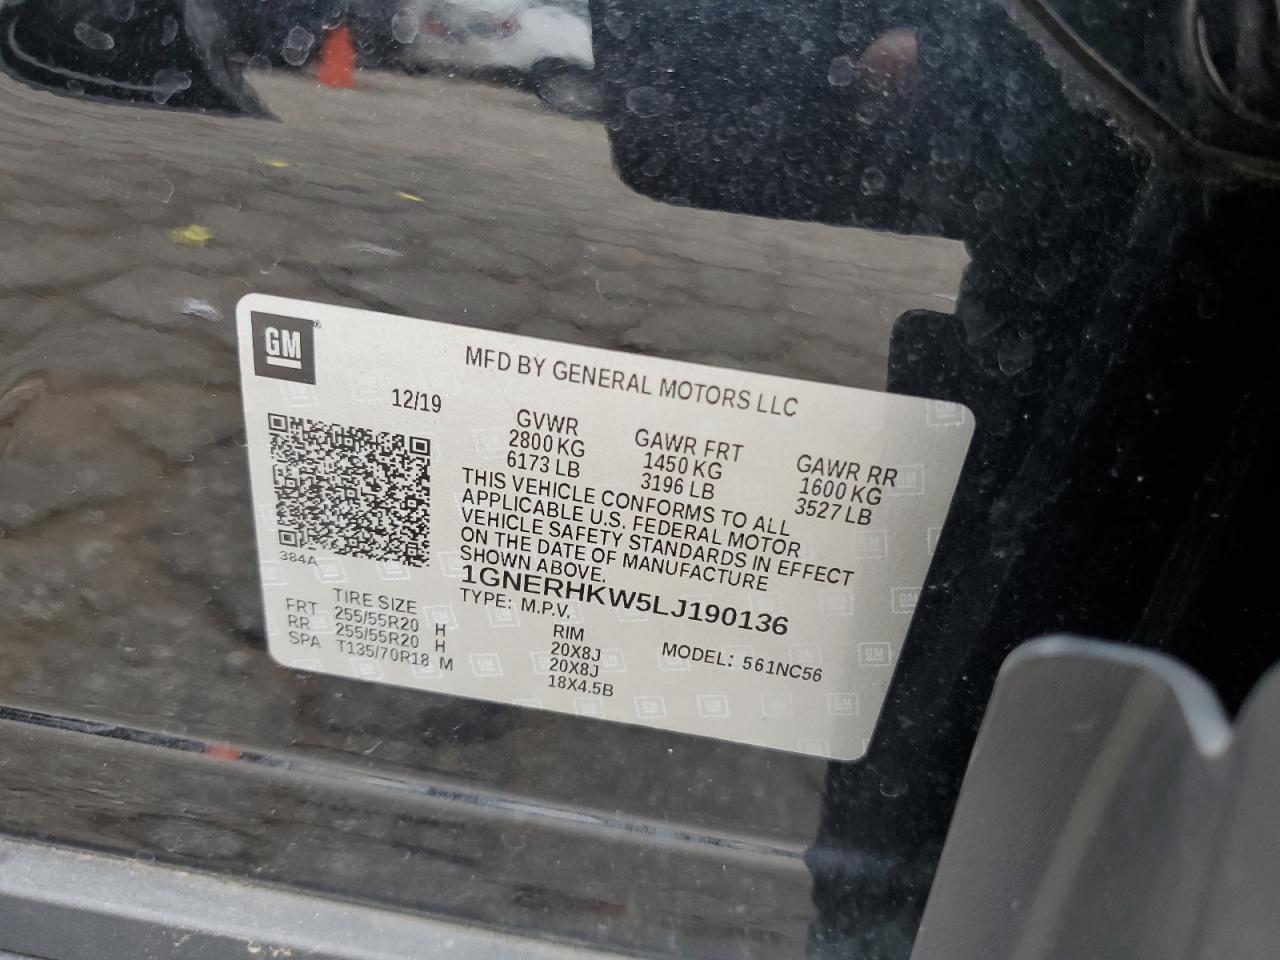 GM
MFD BY GENERAL MOTORS LLC
12/19
GVWR GAWR FRT GAWR RR
2800 KG 1450 KG 1600 KG
6173 LB 3196 LB 3527 LB
THIS VEHICLE CONFORMS TO ALL
APPLICABLE U.S. FEDERAL MOTOR
VEHICLE SAFETY STANDARDS IN EFFECT
ON THE DATE OF MANUFACTURE
SHOWN ABOVE.
384A
1GNERHKW5LJ190136
TYPE: M.P.V.
MODEL: 561NC56
TIRE SIZE RIM
FRT 255/55R20 H 20X8J
RR 255/55R20 H 20X8J
SPA T135/70R18 M 18X4.5B